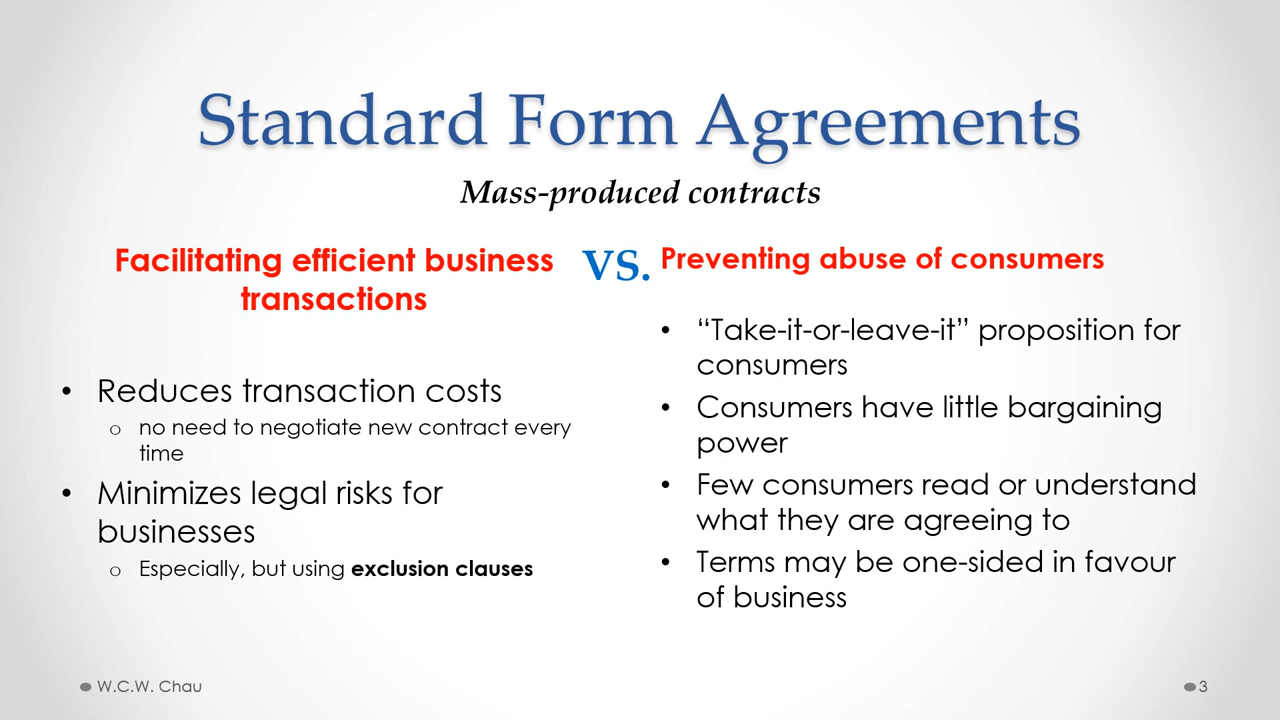 Standard Form Agreements
Mass-produced contracts
Facilitating efficient business
transactions
vs.
Preventing abuse of consumers
• Reduces transaction costs
o no need to negotiate new contract every
time
• Minimizes legal risks for
businesses
o Especially, but using exclusion clauses
• “Take-it-or-leave-it” proposition for
consumers
• Consumers have little bargaining
power
• Few consumers read or understand
what they are agreeing to
• Terms may be one-sided in favour
of business
W.C.W. Chau
3